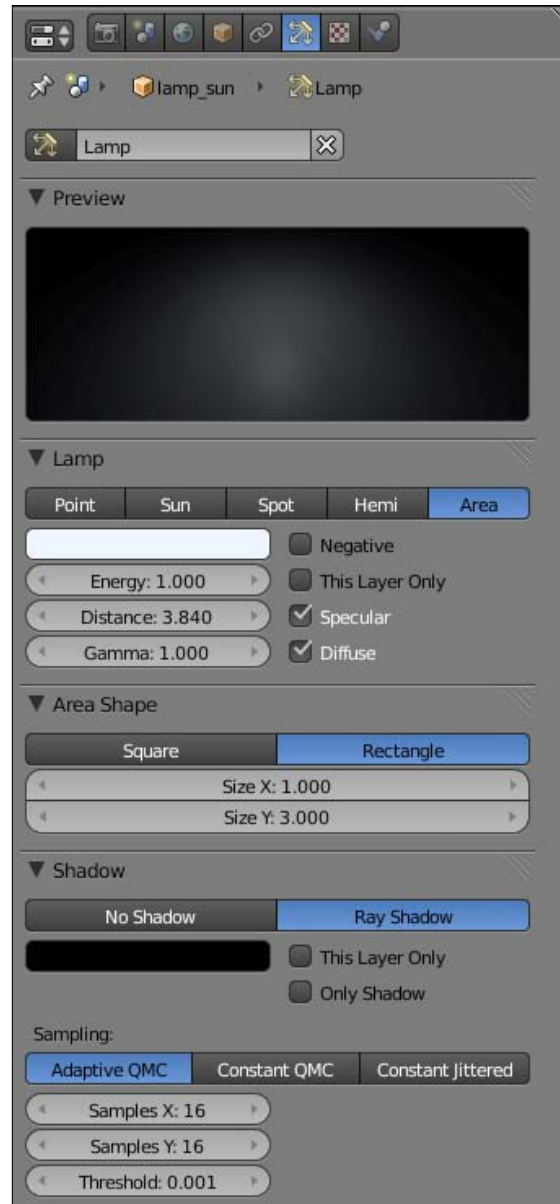 lamp_sun Lamp
Lamp
Preview
Lamp
Point Sun Spot Hemi Area
Negative
Energy: 1.000 This Layer Only
Distance: 3.840 Specular
Gamma: 1.000 Diffuse
Area Shape
Square Rectangle
Size X: 1.000
Size Y: 3.000
Shadow
No Shadow Ray Shadow
This Layer Only
Only Shadow
Sampling:
Adaptive QMC Constant QMC Constant Jittered
Samples X: 16
Samples Y: 16
Threshold: 0.001